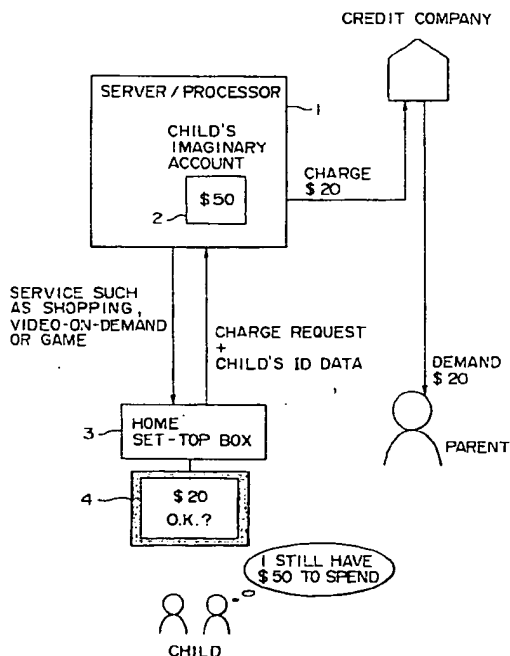 CREDIT COMPANY
SERVER / PROCESSOR
1
CHILD'S
IMAGINARY
ACCOUNT
$50
2
CHARGE
$20
SERVICE SUCH
AS SHOPPING,
VIDEO-ON-DEMAND
OR GAME
CHARGE REQUEST
+
CHILD'S ID DATA
DEMAND
$20
PARENT
3
HOME
SET-TOP BOX
4
$20
O.K.?
I STILL HAVE
$50 TO SPEND
CHILD